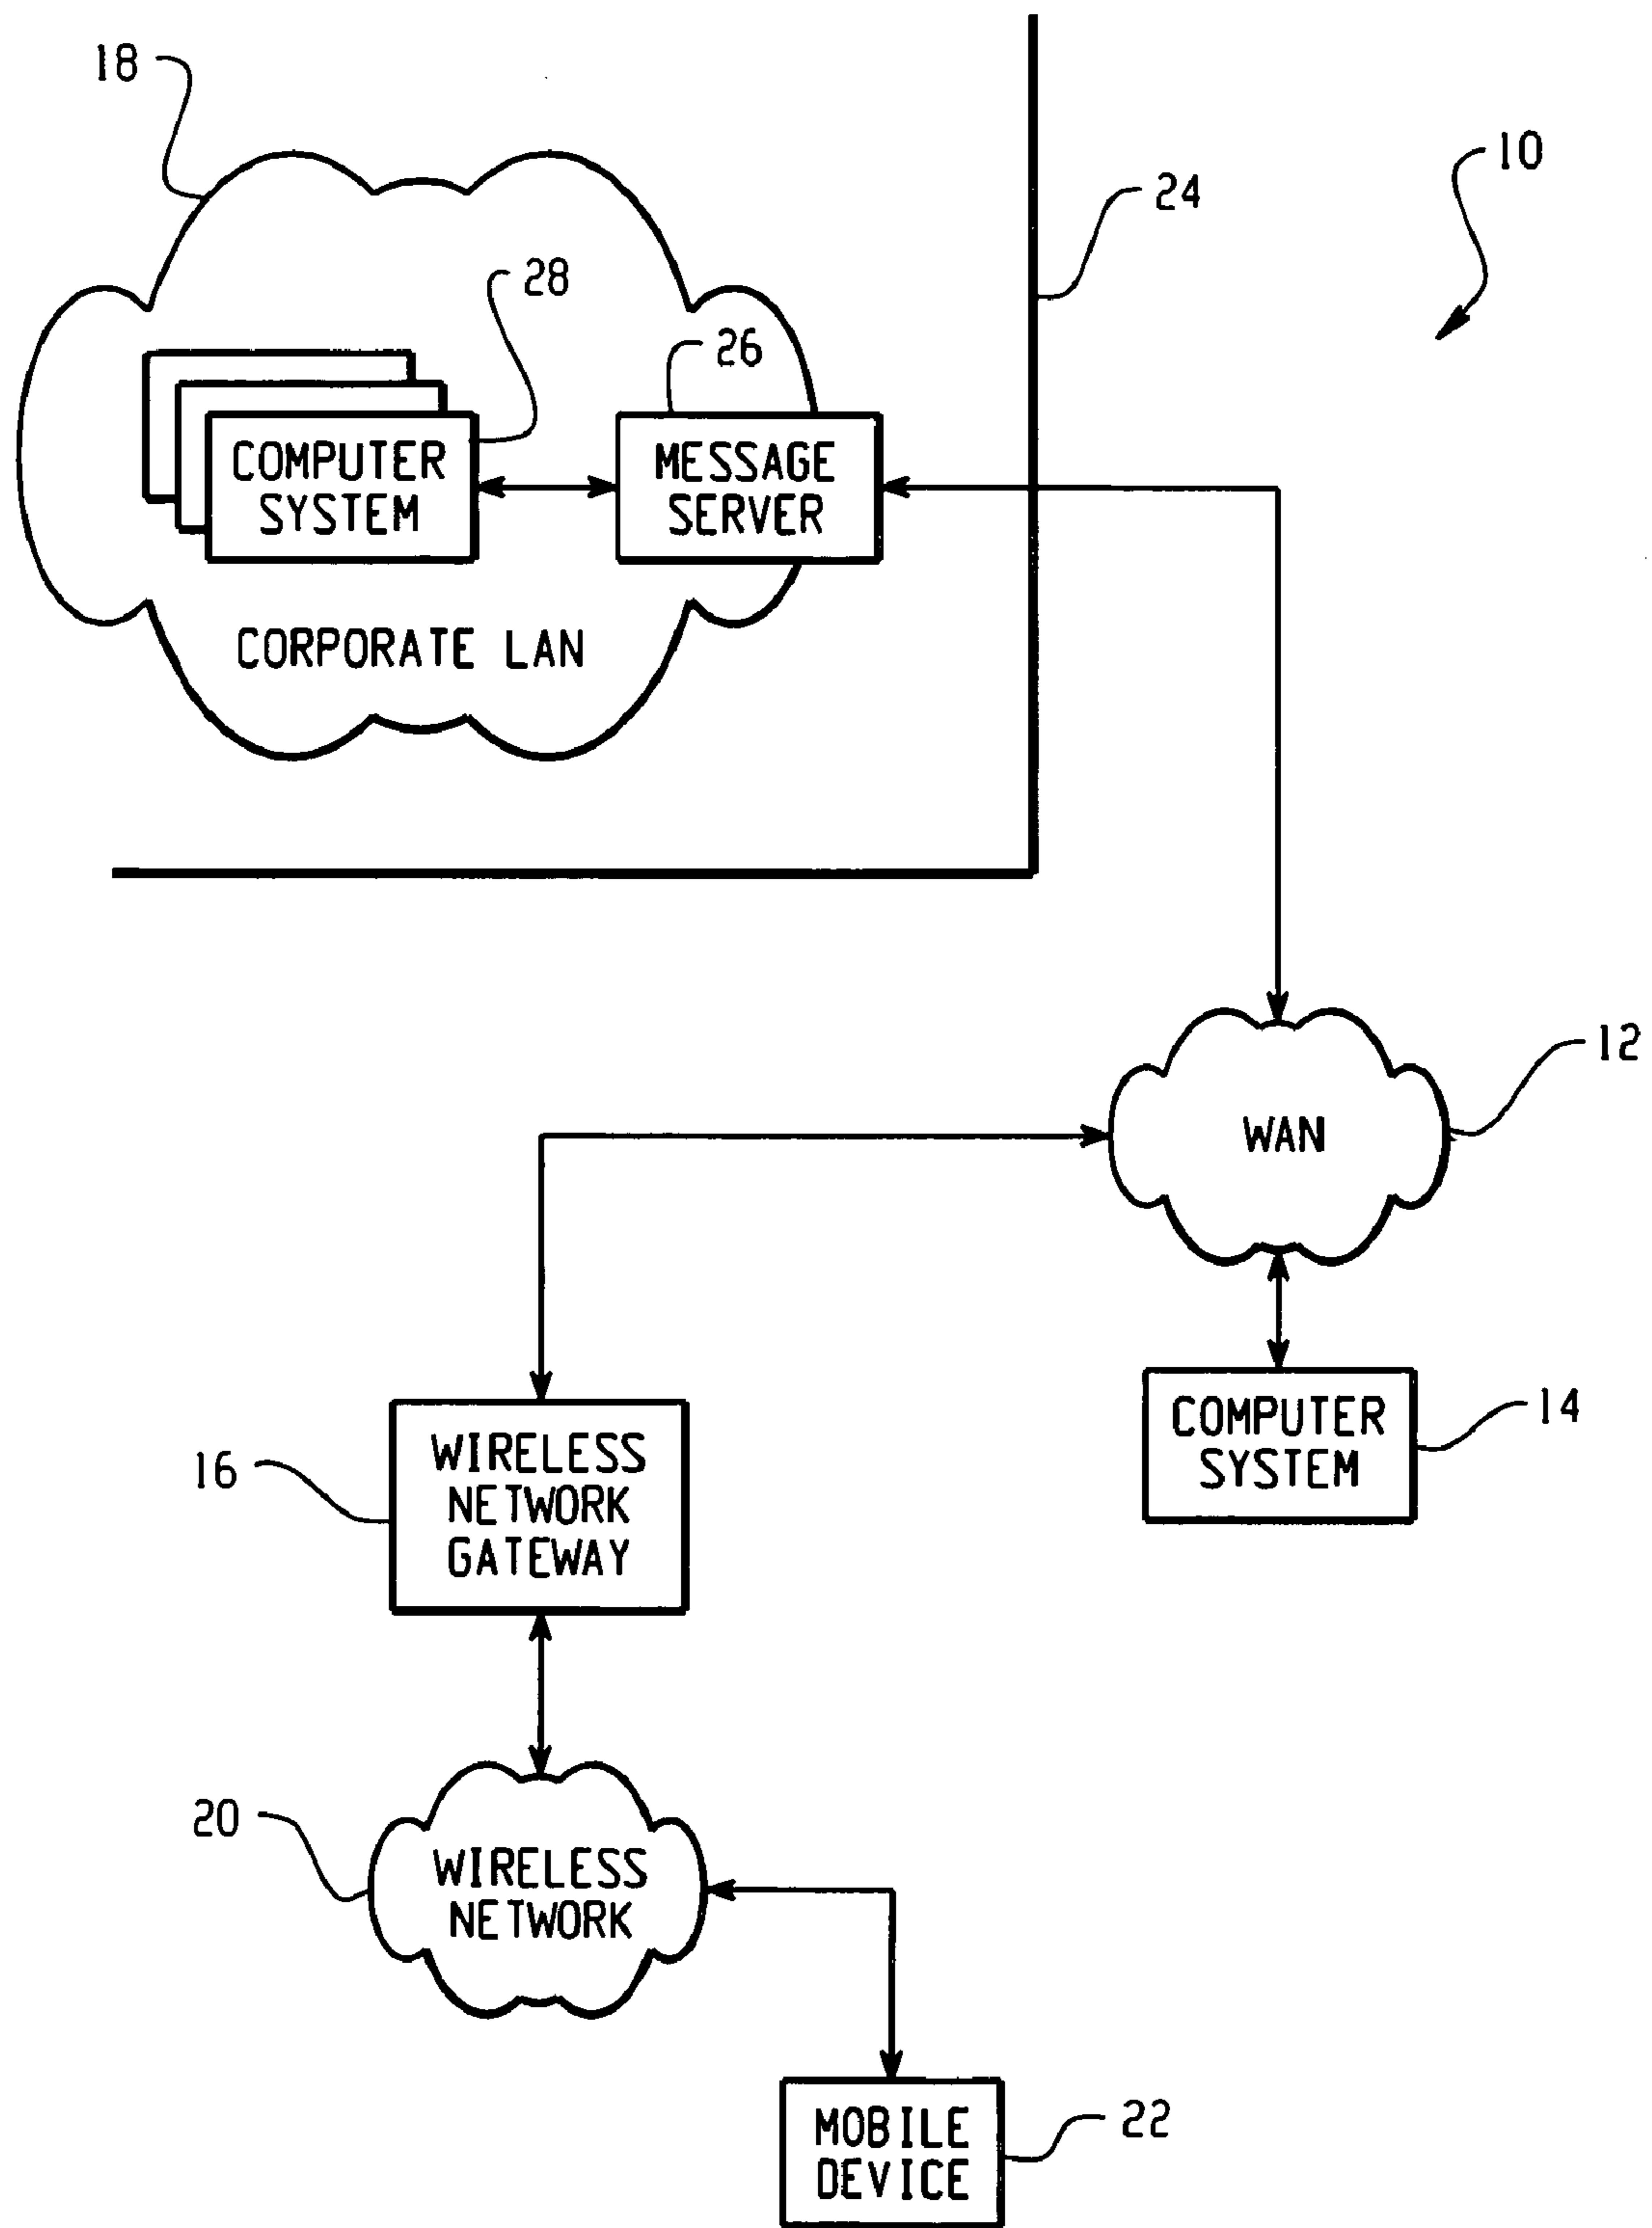 18
10
24
28
26
COMPUTER
SYSTEM
MESSAGE
SERVER
CORPORATE LAN
12
WAN
COMPUTER
SYSTEM
14
16
WIRELESS
NETWORK
GATEWAY
20
WIRELESS
NETWORK
MOBILE
DEVICE
22